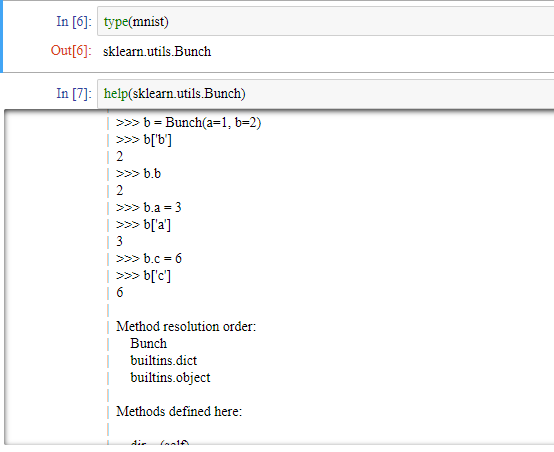 In [6]: type(mnist)
Out[6]: sklearn.utils.Bunch
In [7]: help(sklearn.utils.Bunch)
>>> b = Bunch(a=1, b=2)
>>> b['b']
2
>>> b.b
2
>>> b.a = 3
>>> b['a']
3
>>> b.c = 6
>>> b['c']
6
Method resolution order:
Bunch
builtins.dict
builtins.object
Methods defined here: